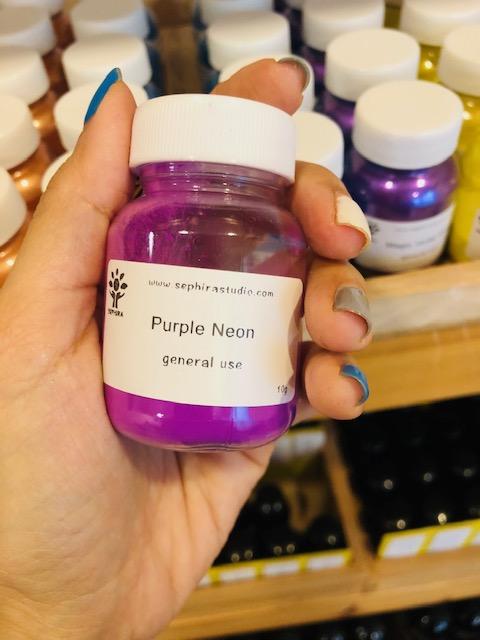 www.sephirastudio.com
SEPHIRA
Purple Neon
general use
10g